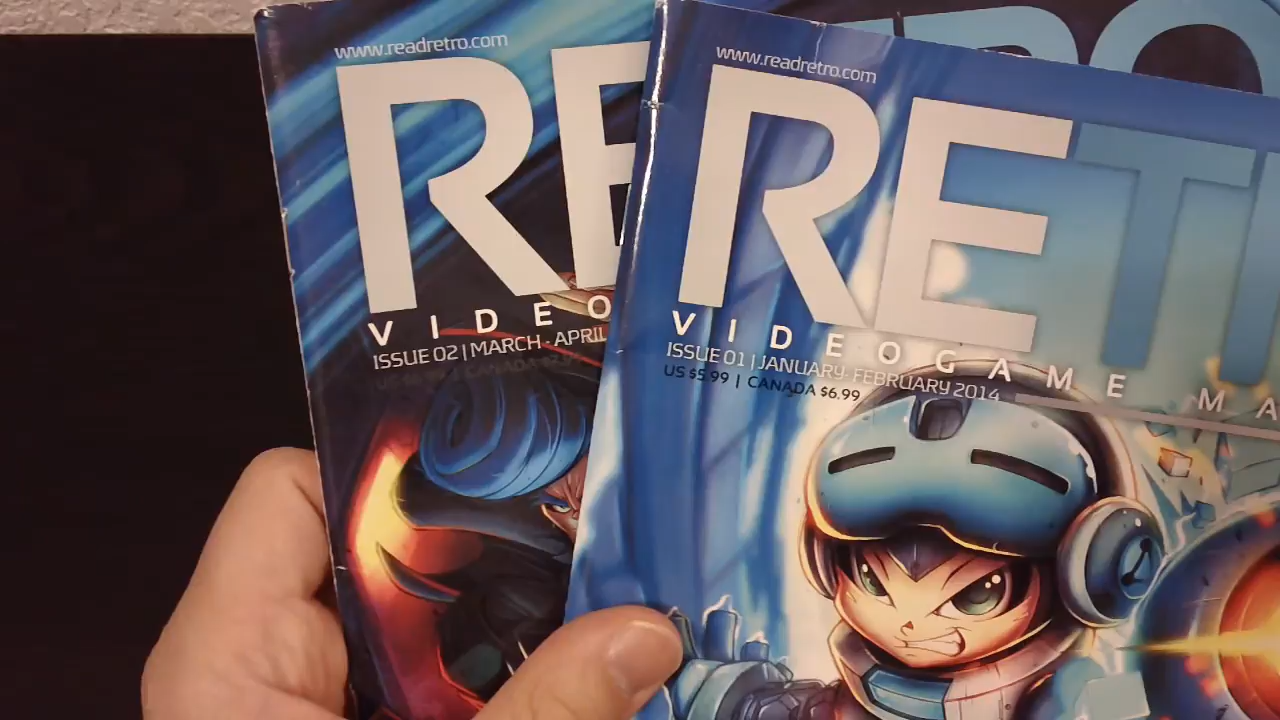 www.readretro.com
RE
VIDEO
ISSUE 02 | MARCH - APRIL
www.readretro.com
RET
VIDEOGAME MA
ISSUE 01 | JANUARY-FEBRUARY 2014
US $5.99 | CANADA $6.99